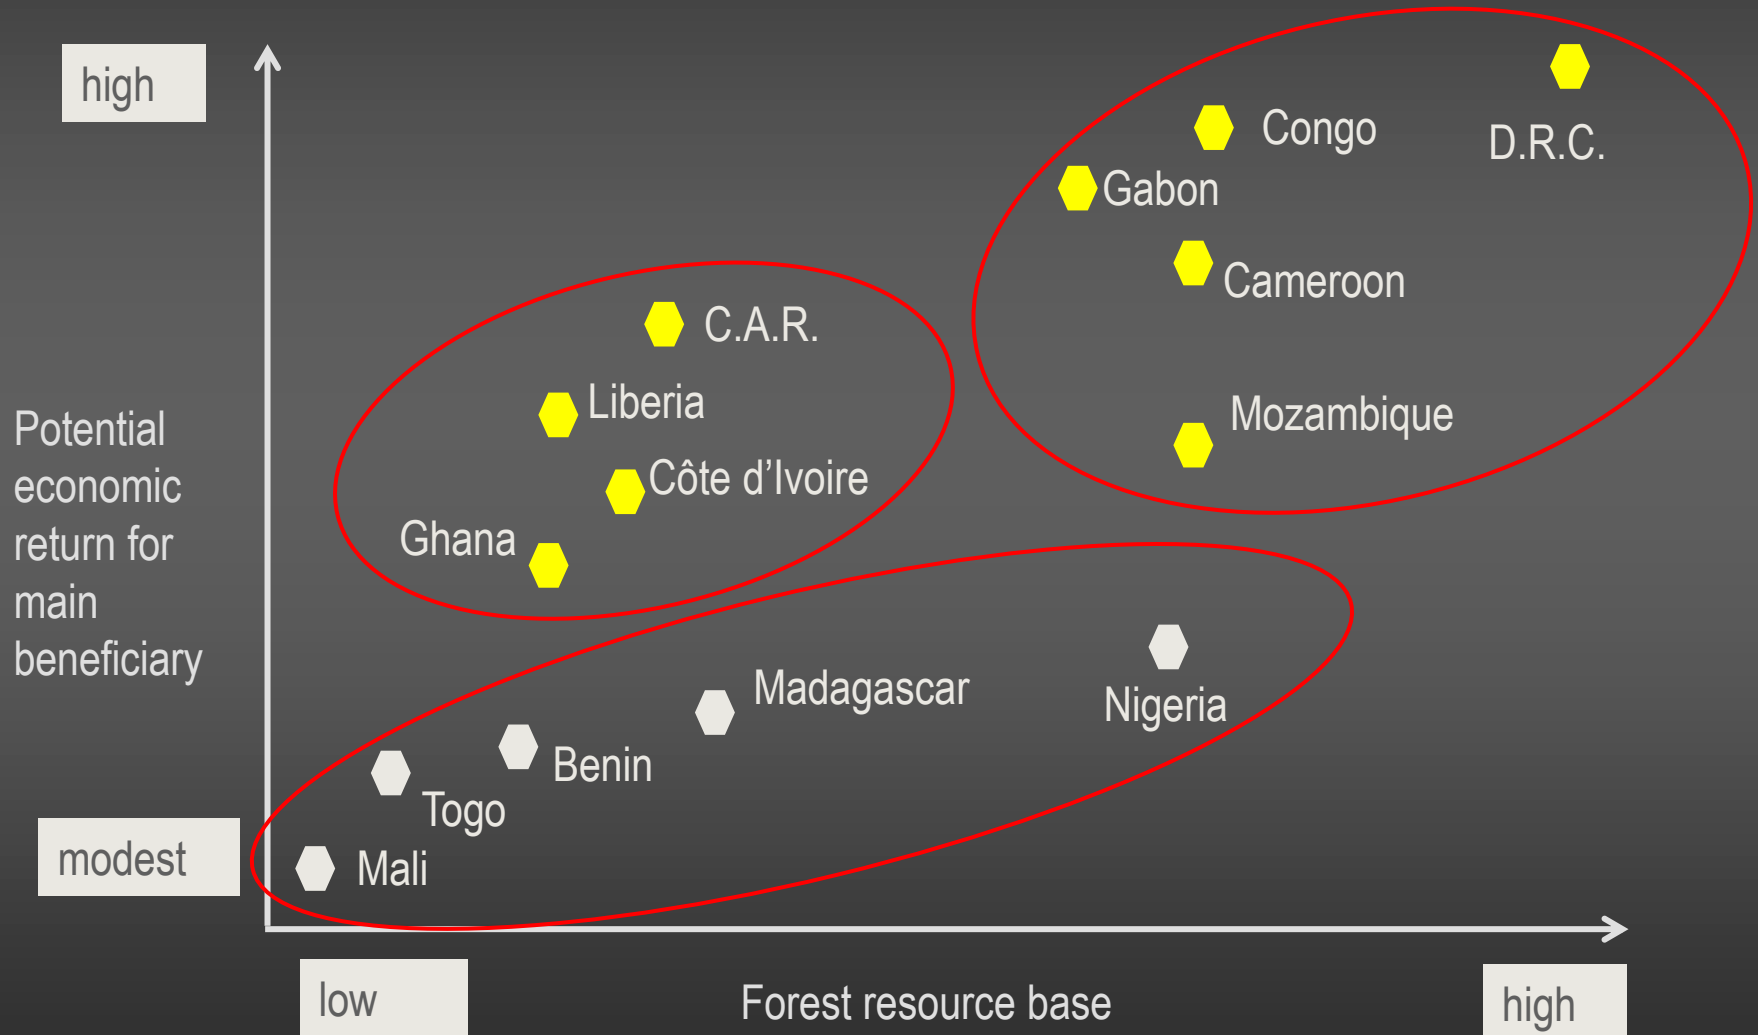 high
D.R.C.
Congo
Gabon
Cameroon
C.A.R.
Liberia
Mozambique
Côte d’Ivoire
Ghana
Potential
economic
return for
main
beneficiary
Madagascar
Nigeria
Benin
Togo
modest
Mali
low
Forest resource base
high